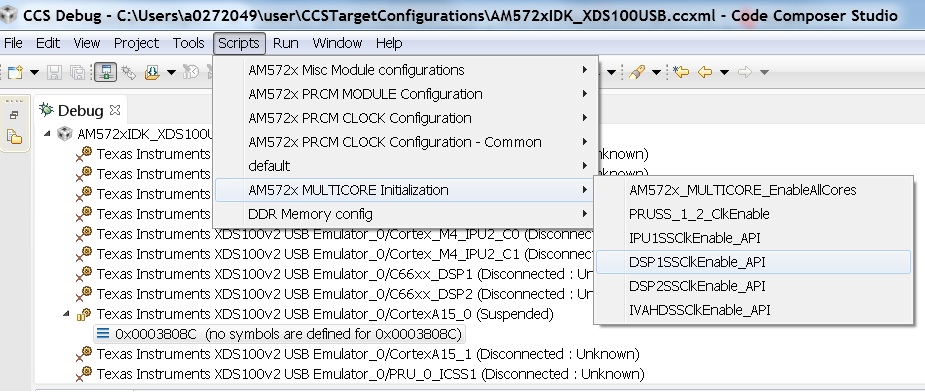 CCS Debug - C:\Users\a0272049\user\CCSTargetConfigurations\AM572xIDK_XDS100USB.ccxml - Code Composer Studio
File Edit View Project Tools Scripts Run Window Help
AM572x Misc Module configurations
AM572x PRCM MODULE Configuration
AM572x PRCM CLOCK Configuration
AM572x PRCM CLOCK Configuration - Common
default
AM572x MULTICORE Initialization
DDR Memory config
AM572x_MULTICORE_EnableAllCores
PRUSS_1_2_ClkEnable
IPU1SSClkEnable_API
DSP1SSClkEnable_API
DSP2SSClkEnable_API
IVAHDSSClkEnable_API
Debug
AM572xIDK_XDS100U
Texas Instruments known)
Texas Instruments
Texas Instruments
Texas Instruments XDS100v2 USB Emulator_0/Cortex_M4_IPU2_C0 (Disconnec
Texas Instruments XDS100v2 USB Emulator_0/Cortex_M4_IPU2_C1 (Disconnec
Texas Instruments XDS100v2 USB Emulator_0/C66xx_DSP1 (Disconnected : Un
Texas Instruments XDS100v2 USB Emulator_0/C66xx_DSP2 (Disconnected : Un
Texas Instruments XDS100v2 USB Emulator_0/CortexA15_0 (Suspended)
0x0003808C (no symbols are defined for 0x0003808C)
Texas Instruments XDS100v2 USB Emulator_0/CortexA15_1 (Disconnected : Unknown)
Texas Instruments XDS100v2 USB Emulator_0/PRU_0_ICSS1 (Disconnected : Unknown)